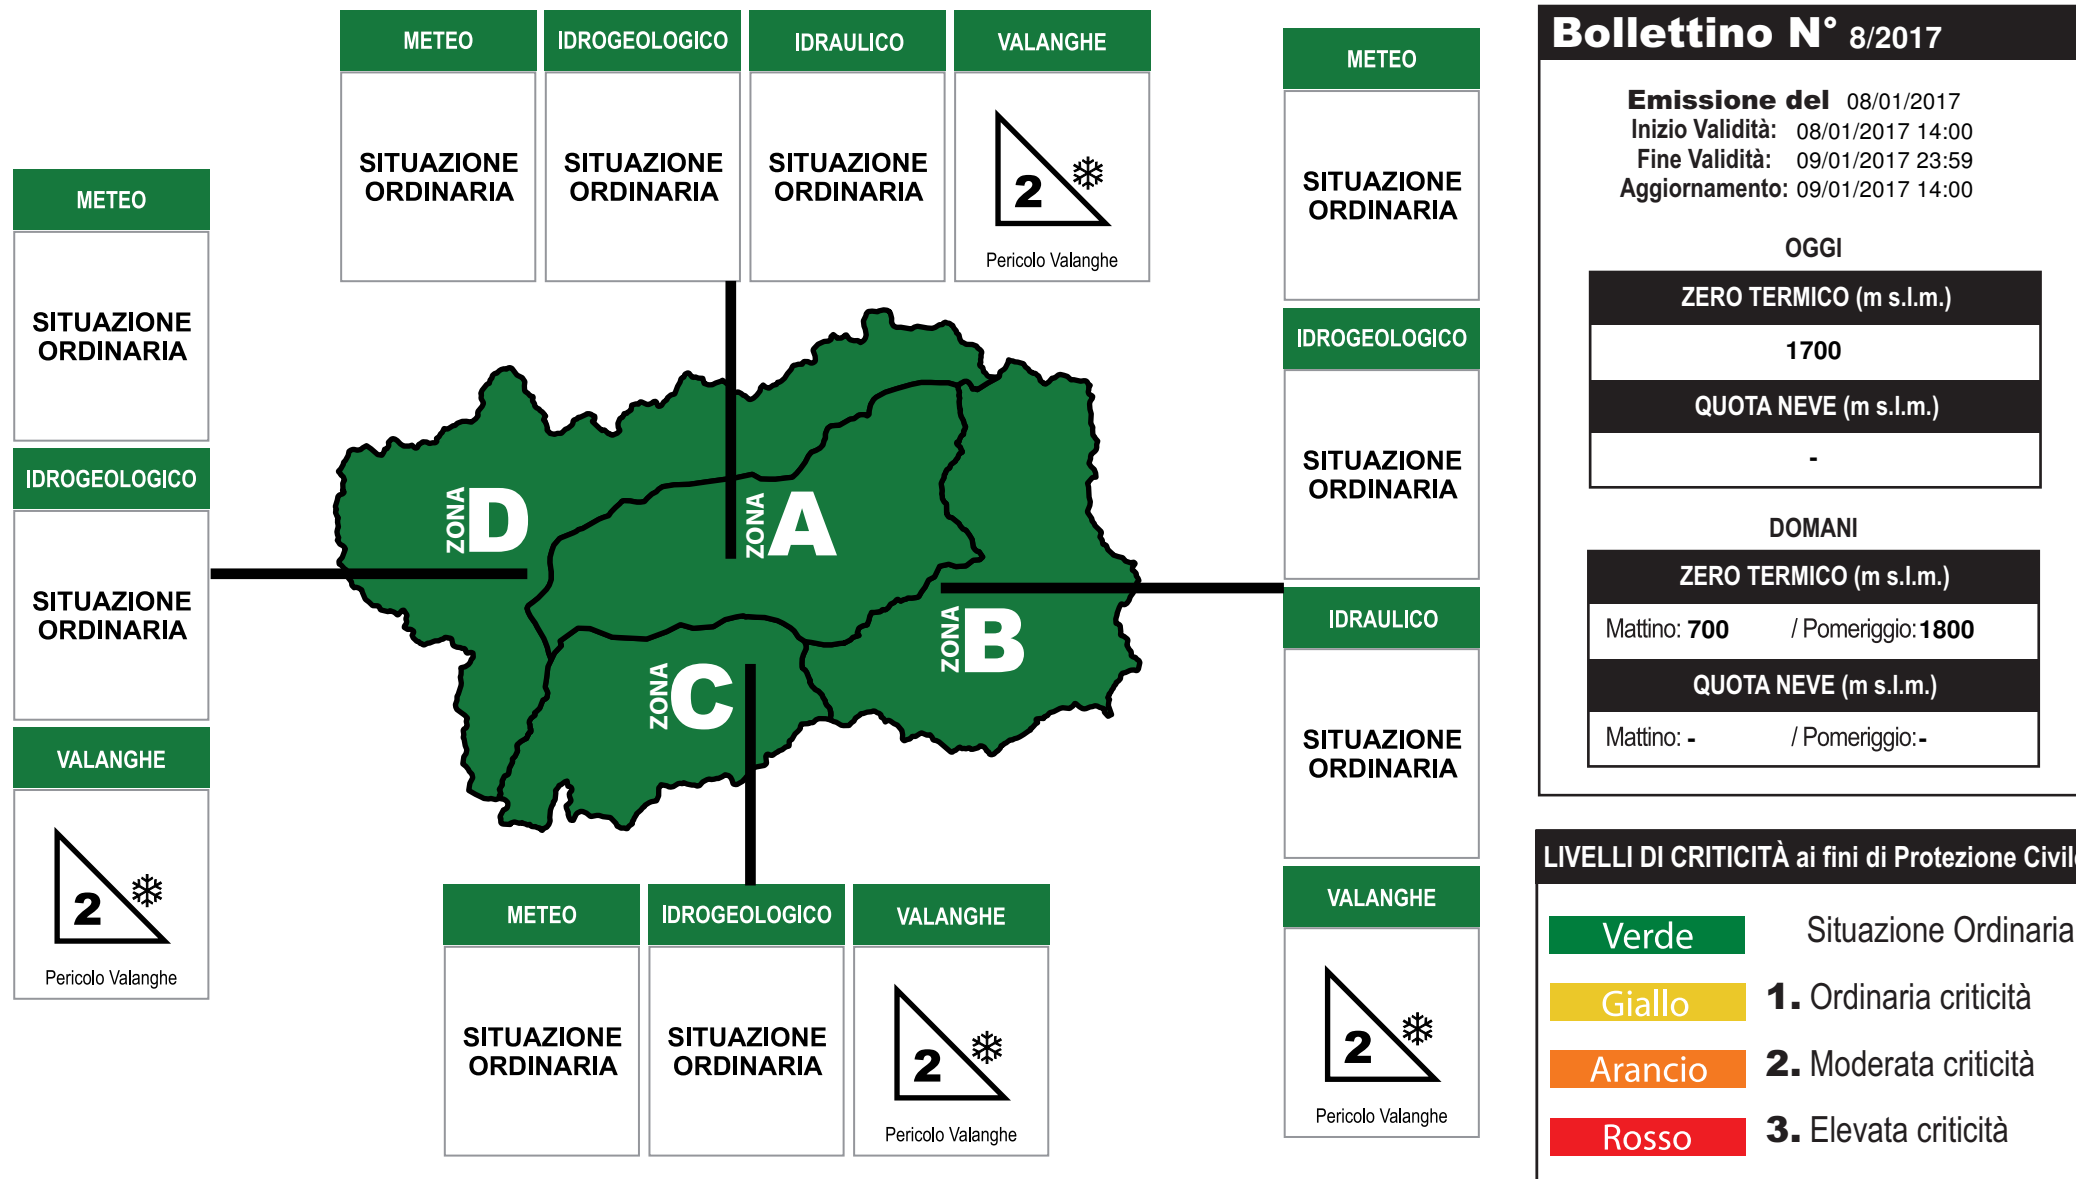 METEO
SITUAZIONE
ORDINARIA
IDROGEOLOGICO
SITUAZIONE
ORDINARIA
VALANGHE
2
Pericolo Valanghe
METEO
SITUAZIONE
ORDINARIA
IDROGEOLOGICO
SITUAZIONE
ORDINARIA
IDRAULICO
SITUAZIONE
ORDINARIA
VALANGHE
2
Pericolo Valanghe
ZONA D
ZONA A
ZONA B
ZONA C
METEO
SITUAZIONE
ORDINARIA
IDROGEOLOGICO
SITUAZIONE
ORDINARIA
VALANGHE
2
Pericolo Valanghe
METEO
SITUAZIONE
ORDINARIA
IDROGEOLOGICO
SITUAZIONE
ORDINARIA
IDRAULICO
SITUAZIONE
ORDINARIA
VALANGHE
2
Pericolo Valanghe
Bollettino N° 8/2017
Emissione del 08/01/2017
Inizio Validità: 08/01/2017 14:00
Fine Validità: 09/01/2017 23:59
Aggiornamento: 09/01/2017 14:00
OGGI
ZERO TERMICO (m s.l.m.)
1700
QUOTA NEVE (m s.l.m.)
-
DOMANI
ZERO TERMICO (m s.l.m.)
Mattino: 700 / Pomeriggio: 1800
QUOTA NEVE (m s.l.m.)
Mattino: - / Pomeriggio: -
LIVELLI DI CRITICITÀ ai fini di Protezione Civile
Verde Situazione Ordinaria
Giallo 1. Ordinaria criticità
Arancio 2. Moderata criticità
Rosso 3. Elevata criticità